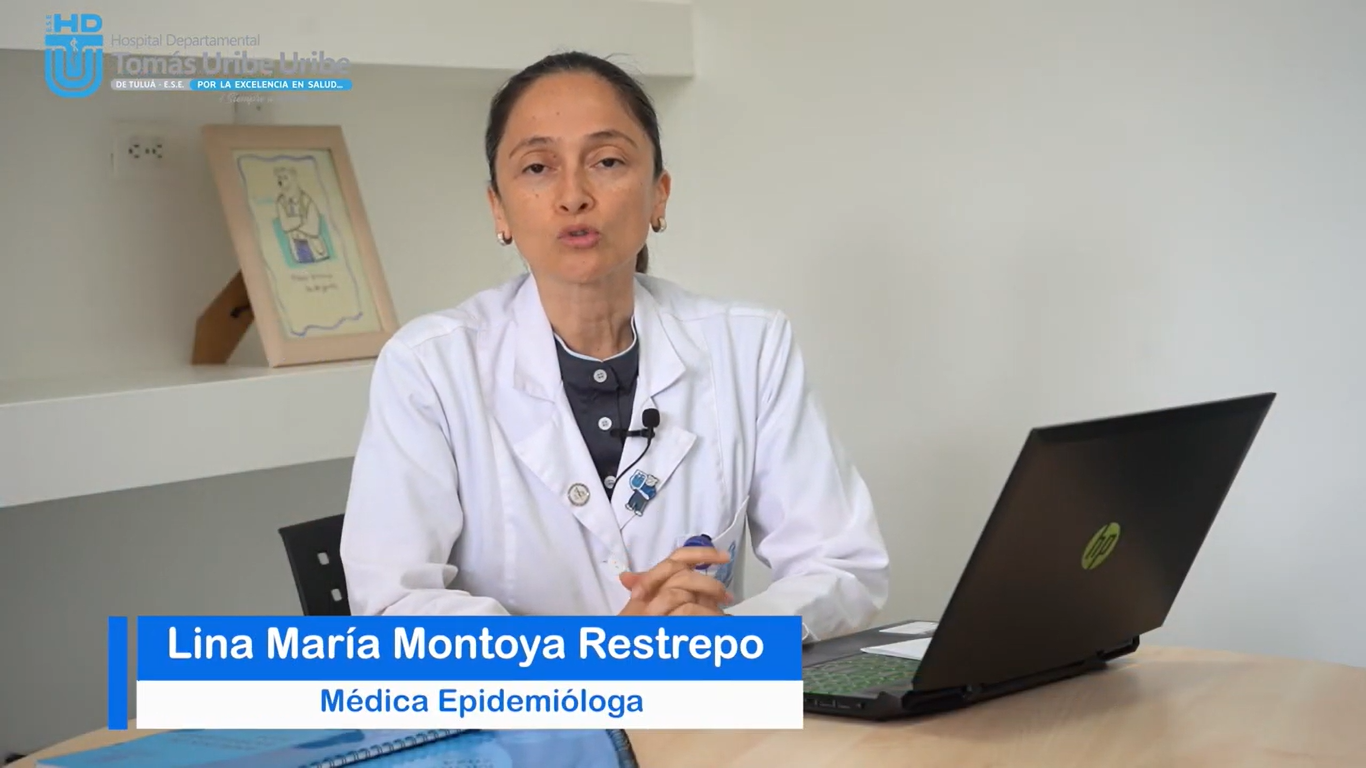 HD
Hospital Departamental
Tomás Uribe Uribe
DE TULUÁ - E.S.E. POR LA EXCELENCIA EN SALUD...
hp
Lina María Montoya Restrepo
Médica Epidemióloga